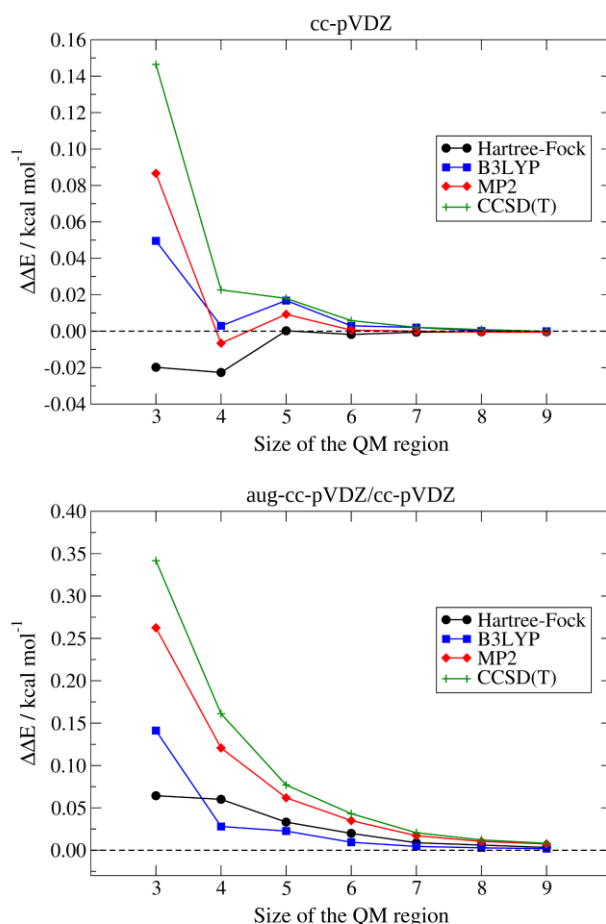 cc-pVDZ
0.16
0.14
0.12
0.10
0.08
0.06
0.04
0.02
0.00
-0.02
-0.04
ΔΔE / kcal mol⁻¹
Hartree-Fock
B3LYP
MP2
CCSD(T)
3 4 5 6 7 8 9
Size of the QM region
aug-cc-pVDZ/cc-pVDZ
0.40
0.35
0.30
0.25
0.20
0.15
0.10
0.05
0.00
ΔΔE / kcal mol⁻¹
Hartree-Fock
B3LYP
MP2
CCSD(T)
3 4 5 6 7 8 9
Size of the QM region